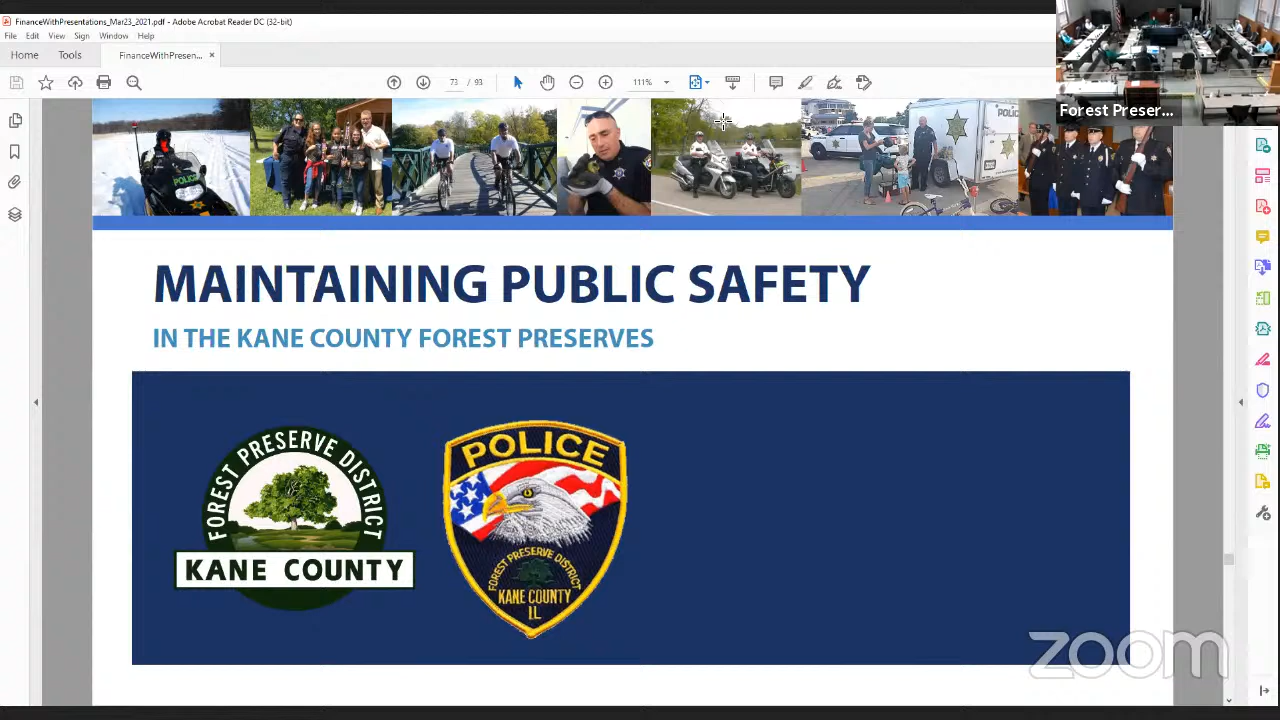 FinanceWithPresentations_Mar23_2021.pdf - Adobe Acrobat Reader DC (32-bit)
File Edit View Sign Window Help
Home Tools FinanceWithPresen... ×
73 93 111%
Forest Preser...
POLICE
POLICE
MAINTAINING PUBLIC SAFETY
IN THE KANE COUNTY FOREST PRESERVES
FOREST PRESERVE DISTRICT
KANE COUNTY
POLICE
FOREST PRESERVE DISTRICT
KANE COUNTY
IL
zoom